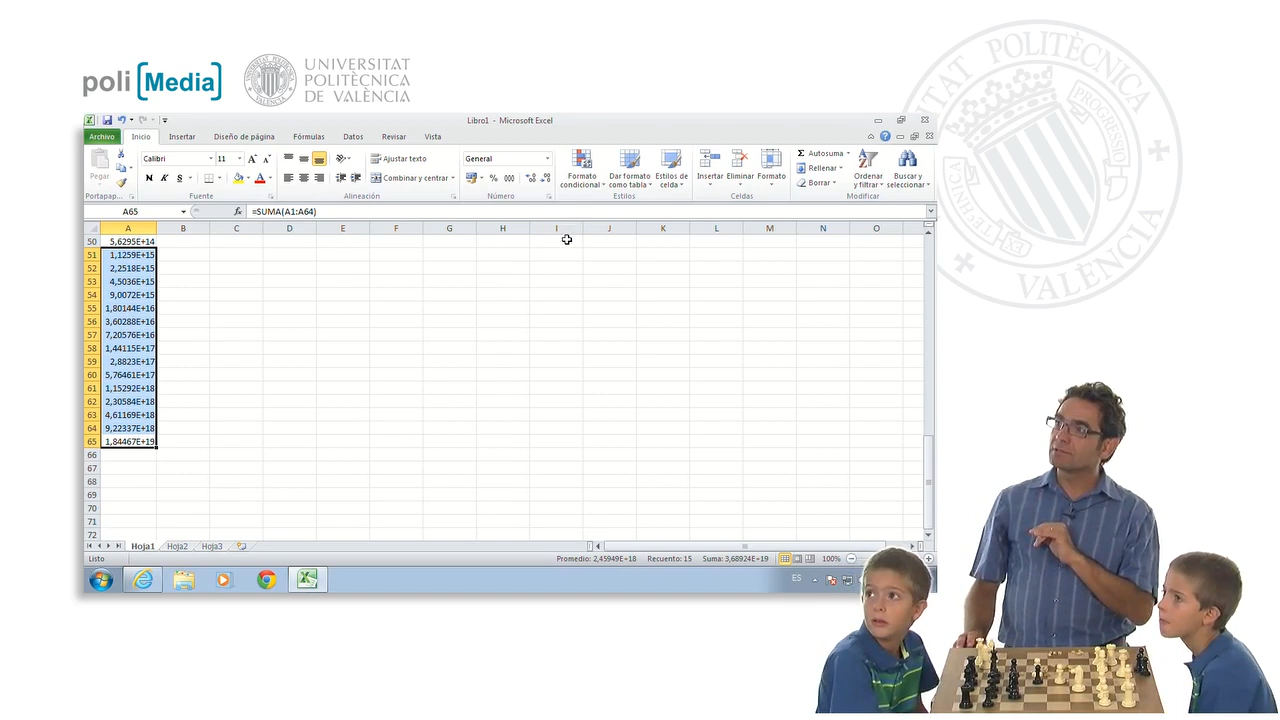 poli[Media]
UNIVERSITAT
POLITÈCNICA
DE VALÈNCIA
POLITÈCNICA
PROGRESSIO
VALÈNCIA
Libro1 - Microsoft Excel
Archivo Inicio Insertar Diseño de página Fórmulas Datos Revisar Vista
Pegar
Calibri 11
N K S
Fuente
Ajustar texto
Combinar y centrar
Alineación
General
% 000
Número
Formato condicional
Dar formato como tabla
Estilos de celda
Estilos
Insertar Eliminar Formato
Celdas
Autosuma
Rellenar
Borrar
Ordenar y filtrar
Buscar y seleccionar
Modificar
A65 fx =SUMA(A1:A64)
A B C D E F G H I J K L M N O
50 5,6295E+14
51 1,1259E+15
52 2,2518E+15
53 4,5036E+15
54 9,0072E+15
55 1,80144E+16
56 3,60288E+16
57 7,20576E+16
58 1,44115E+17
59 2,8823E+17
60 5,76461E+17
61 1,15292E+18
62 2,30584E+18
63 4,61169E+18
64 9,22337E+18
65 1,84467E+19
66
67
68
69
70
71
72
Hoja1 Hoja2 Hoja3
Listo Promedio: 2,45949E+18 Recuento: 15 Suma: 3,68924E+19 100%
ES